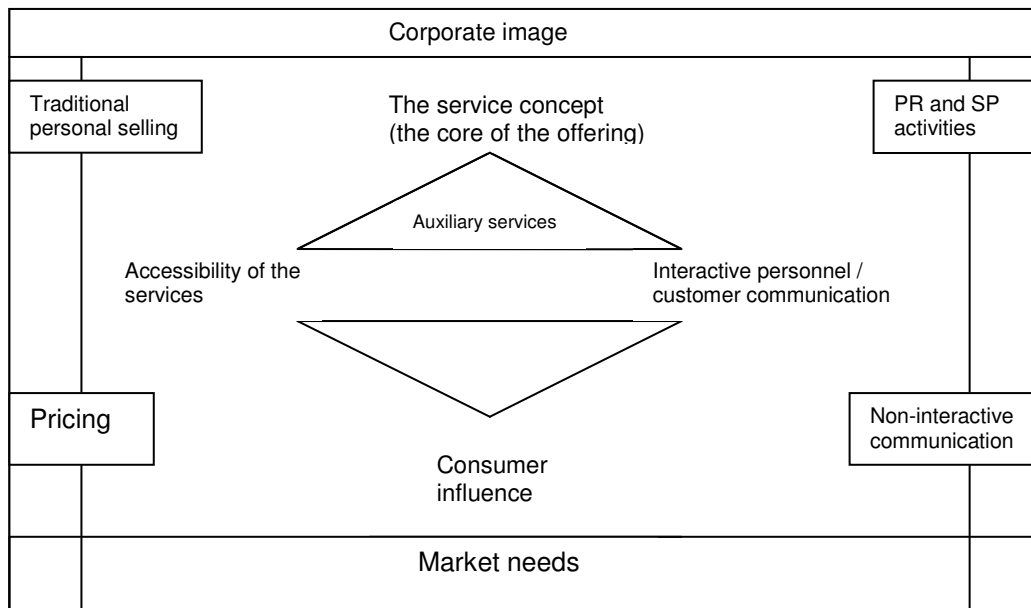 Corporate image
Traditional
personal selling
The service concept
(the core of the offering)
PR and SP
activities
Auxiliary services
Accessibility of the
services
Interactive personnel /
customer communication
Pricing
Non-interactive
communication
Consumer
influence
Market needs